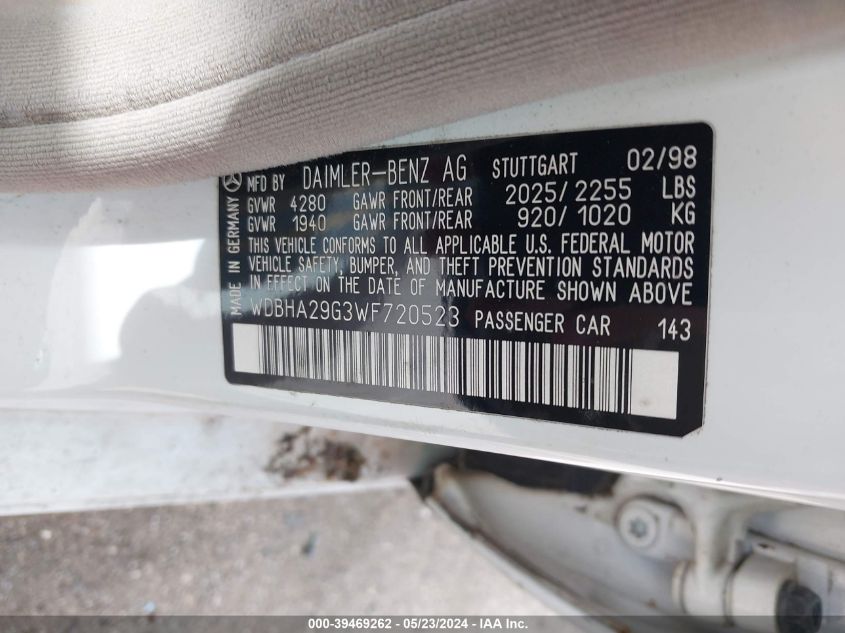 MFD BY DAIMLER-BENZ AG STUTTGART 02/98
GVWR 4280 GAWR FRONT/REAR 2025/2255 LBS
GVWR 1940 GAWR FRONT/REAR 920/1020 KG
THIS VEHICLE CONFORMS TO ALL APPLICABLE U.S. FEDERAL MOTOR
VEHICLE SAFETY, BUMPER, AND THEFT PREVENTION STANDARDS
IN EFFECT ON THE DATE OF MANUFACTURE SHOWN ABOVE
WDBHA29G3WF720523 PASSENGER CAR 143
MADE IN GERMANY
000-39469262 - 05/23/2024 - IAA Inc.